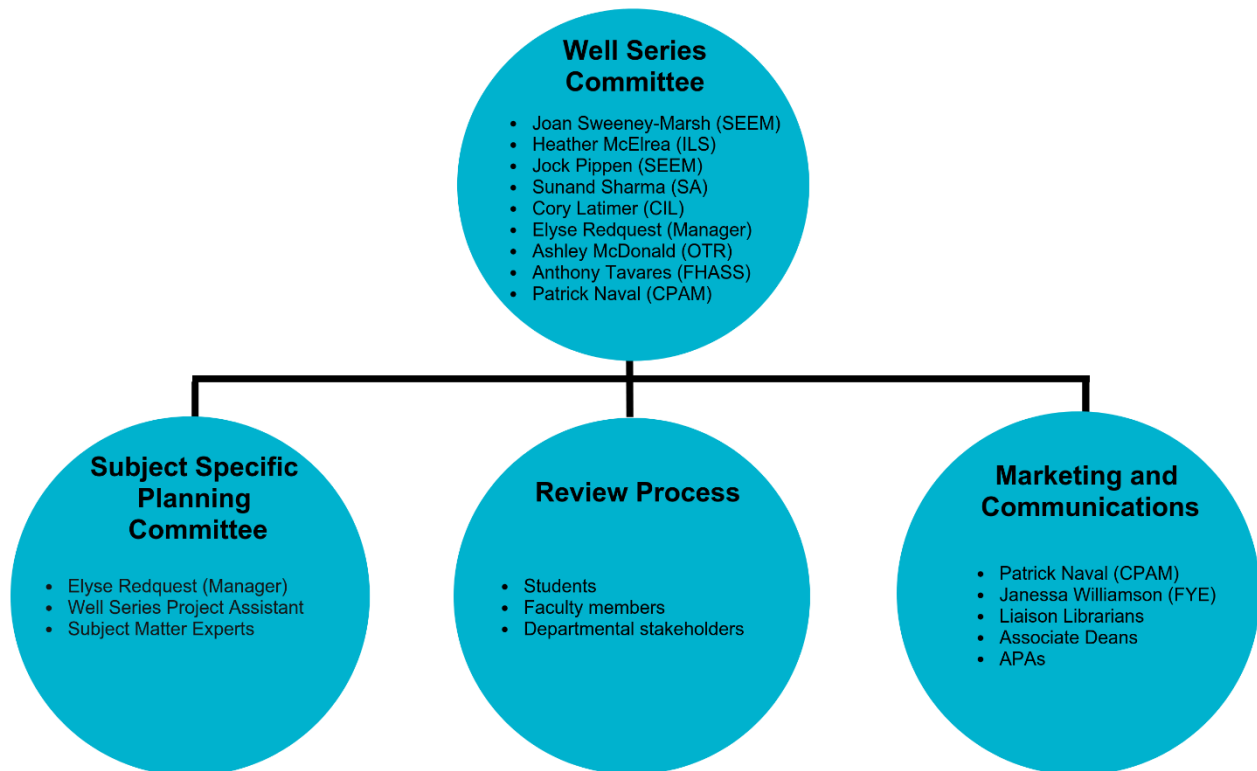 Well Series
Committee
• Joan Sweeney-Marsh (SEEM)
• Heather McElrea (ILS)
• Jock Pippen (SEEM)
• Sunand Sharma (SA)
• Cory Latimer (CIL)
• Elyse Redquest (Manager)
• Ashley McDonald (OTR)
• Anthony Tavares (FHASS)
• Patrick Naval (CPAM)
Subject Specific
Planning
Committee
• Elyse Redquest (Manager)
• Well Series Project Assistant
• Subject Matter Experts
Review Process
• Students
• Faculty members
• Departmental stakeholders
Marketing and
Communications
• Patrick Naval (CPAM)
• Janessa Williamson (FYE)
• Liaison Librarians
• Associate Deans
• APAs